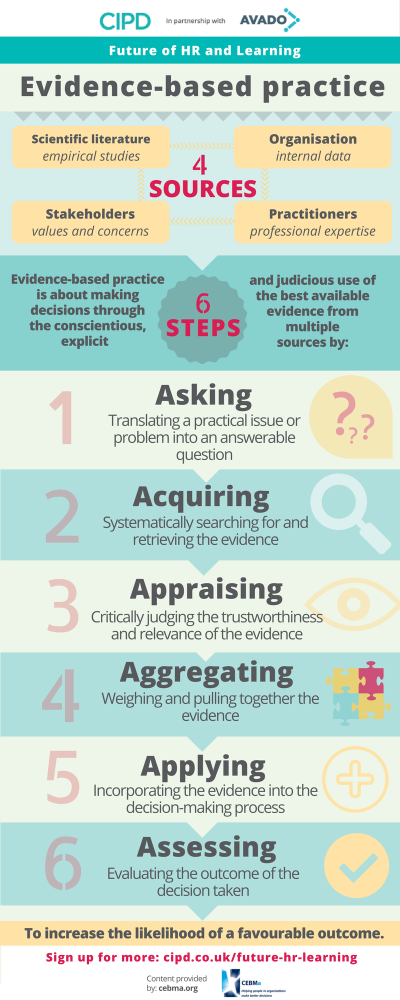 CIPD In partnership with AVADO
Future of HR and Learning
Evidence-based practice
Scientific literature
empirical studies
Organisation
internal data
4
SOURCES
Stakeholders
values and concerns
Practitioners
professional expertise
Evidence-based practice
is about making
decisions through
the conscientious,
explicit
6
STEPS
and judicious use of
the best available
evidence from
multiple
sources by:
1
Asking
Translating a practical issue or
problem into an answerable
question
? ? ?
2
Acquiring
Systematically searching for and
retrieving the evidence
3
Appraising
Critically judging the trustworthiness
and relevance of the evidence
4
Aggregating
Weighing and pulling together the
evidence
5
Applying
Incorporating the evidence into the
decision-making process
6
Assessing
Evaluating the outcome of the
decision taken
To increase the likelihood of a favourable outcome.
Sign up for more: cipd.co.uk/future-hr-learning
Content provided
by: cebma.org
CEBMa
Helping people in organizations
make better decisions